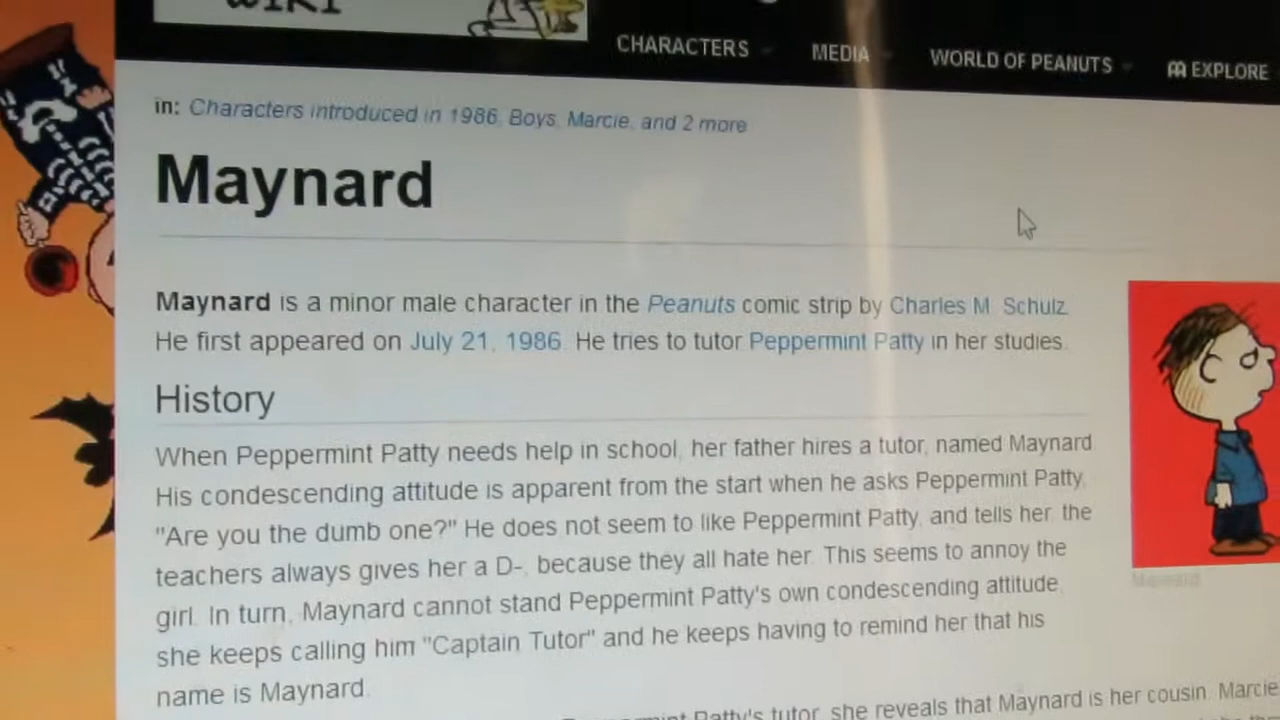 WIKI
CHARACTERS MEDIA WORLD OF PEANUTS EXPLORE
in: Characters introduced in 1986, Boys, Marcie, and 2 more
Maynard
Maynard is a minor male character in the Peanuts comic strip by Charles M. Schulz.
He first appeared on July 21, 1986. He tries to tutor Peppermint Patty in her studies.
History
When Peppermint Patty needs help in school, her father hires a tutor, named Maynard.
His condescending attitude is apparent from the start when he asks Peppermint Patty,
"Are you the dumb one?" He does not seem to like Peppermint Patty, and tells her, the
teachers always gives her a D-, because they all hate her. This seems to annoy the
girl. In turn, Maynard cannot stand Peppermint Patty's own condescending attitude,
she keeps calling him "Captain Tutor" and he keeps having to remind her that his
name is Maynard.
Maynard
Patty's tutor, she reveals that Maynard is her cousin. Marcie